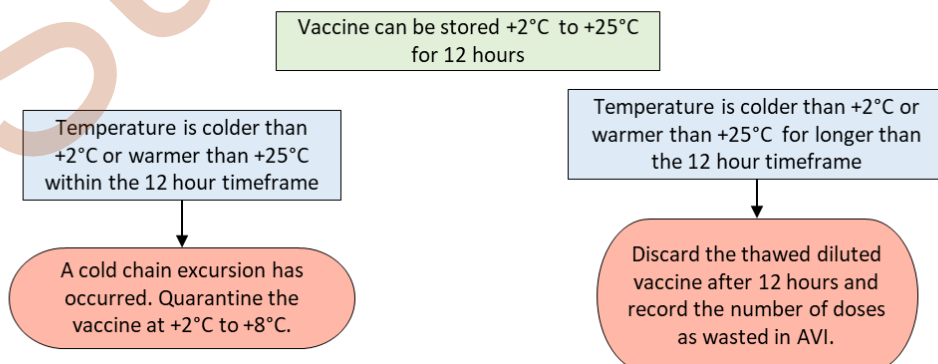 Vaccine can be stored +2°C to +25°C
for 12 hours
Temperature is colder than
+2°C or warmer than +25°C
within the 12 hour timeframe
Temperature is colder than +2°C or
warmer than +25°C for longer than
the 12 hour timeframe
A cold chain excursion has
occurred. Quarantine the
vaccine at +2°C to +8°C.
Discard the thawed diluted
vaccine after 12 hours and
record the number of doses
as wasted in AVI.